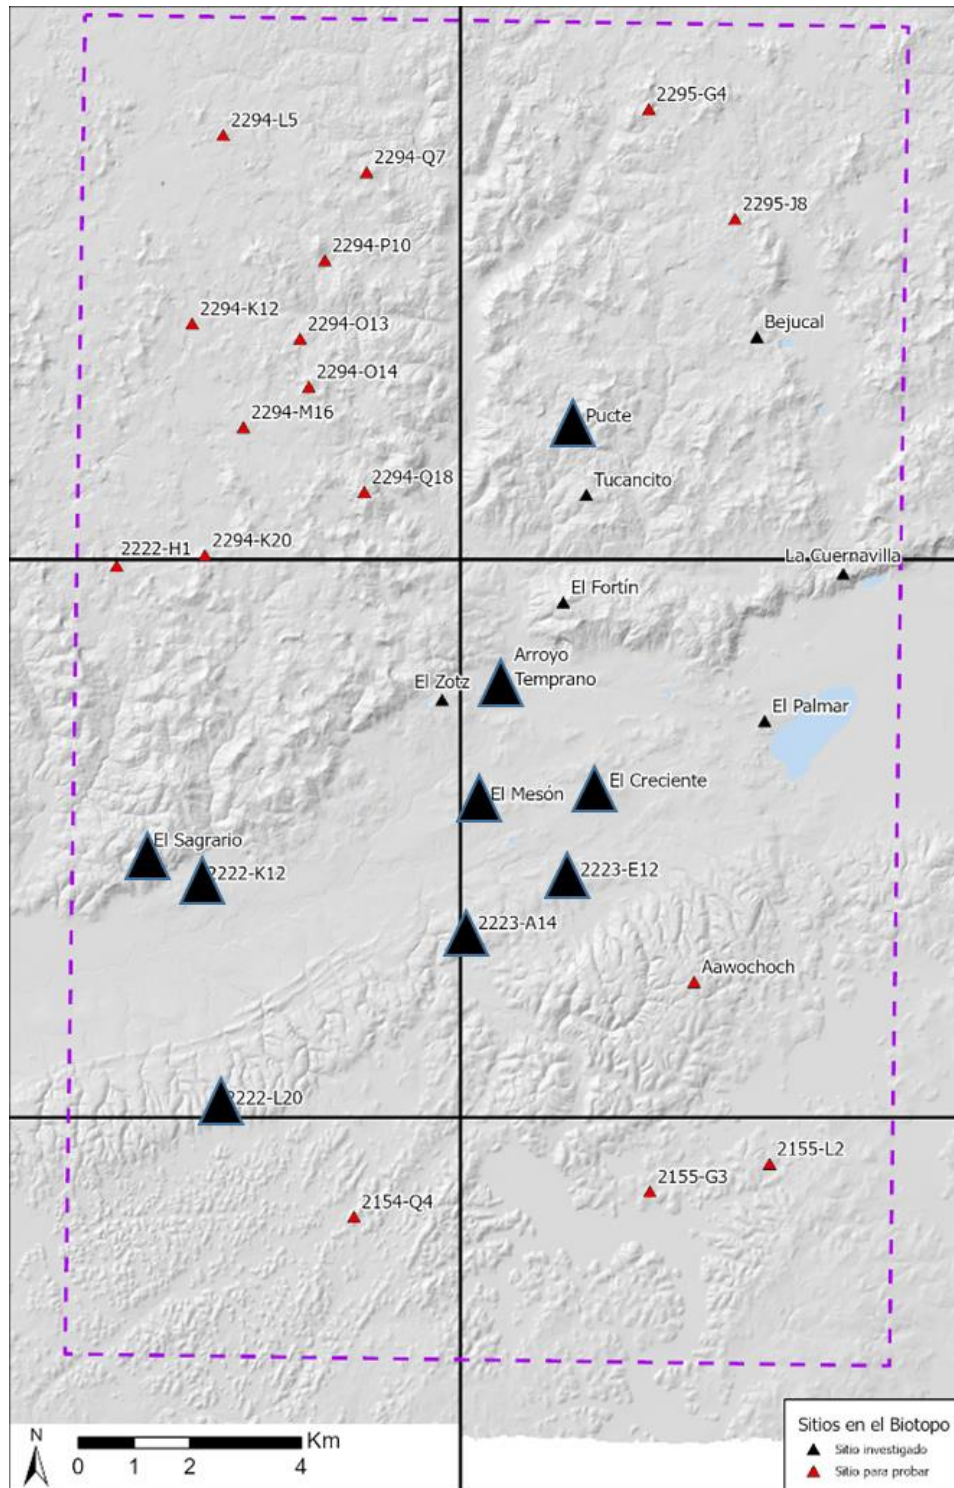 2295-G4
2294-L5
2294-Q7
2295-J8
2294-P10
2294-K12
2294-O13
Bejucal
2294-O14
2294-M16
Pucte
2294-Q18
Tucancito
2222-H1
2294-K20
La Cuernavilla
El Fortín
Arroyo
Temprano
El Zotz
El Palmar
El Mesón
El Creciente
El Sagrario
2222-K12
2223-E12
2223-A14
Aawochoch
2222-L20
2155-L2
2155-G3
2154-Q4
N
Km
0 2 4
Sitios en el Biotopo
Sitio investigado
Sitio para probar